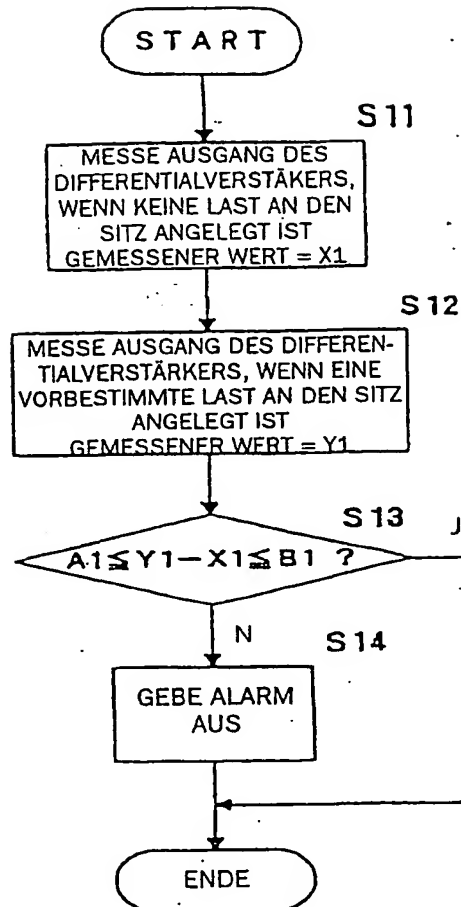 START
S11
MESSE AUSGANG DES
DIFFERENTIALVERSTÄKERS,
WENN KEINE LAST AN DEN
SITZ ANGELEGT IST
GEMESSENER WERT = X1
S12
MESSE AUSGANG DES DIFFEREN-
TIALVERSTÄRKERS, WENN EINE
VORBESTIMMTE LAST AN DEN SITZ
ANGELEGT IST
GEMESSENER WERT = Y1
S13
A1≦Y1−X1≦B1 ?
J
N
S14
GEBE ALARM
AUS
ENDE